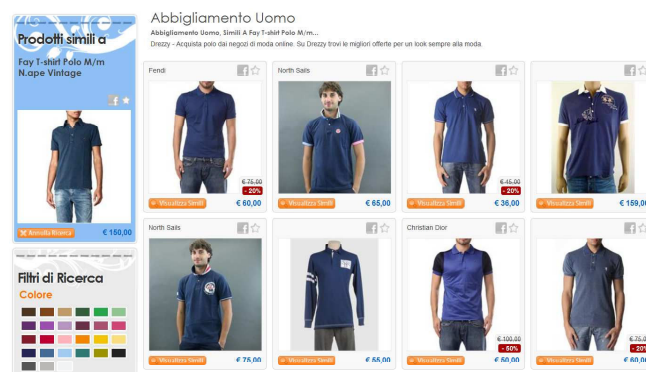 Prodotti simili a
Fay T-shirt Polo M/m
N.ape Vintage
Annulla Ricerca
€ 150,00
Filtri di Ricerca
Colore
Abbigliamento Uomo
Abbigliamento Uomo, Simili A Fay T-shirt Polo M/m...
Drezzy - Acquista polo dai negozi di moda online. Su Drezzy trovi le migliori offerte per un look sempre alla moda.
Fendi
€ 75,00
- 20%
Visualizza Simili
€ 60,00
North Sails
Visualizza Simili
€ 65,00
€ 45,00
- 20%
Visualizza Simili
€ 36,00
Visualizza Simili
€ 159,00
North Sails
Visualizza Simili
€ 75,00
Visualizza Simili
€ 55,00
Christian Dior
€ 100,00
- 50%
Visualizza Simili
€ 50,00
€ 75,0
- 20%
Visualizza Simili
€ 60,00